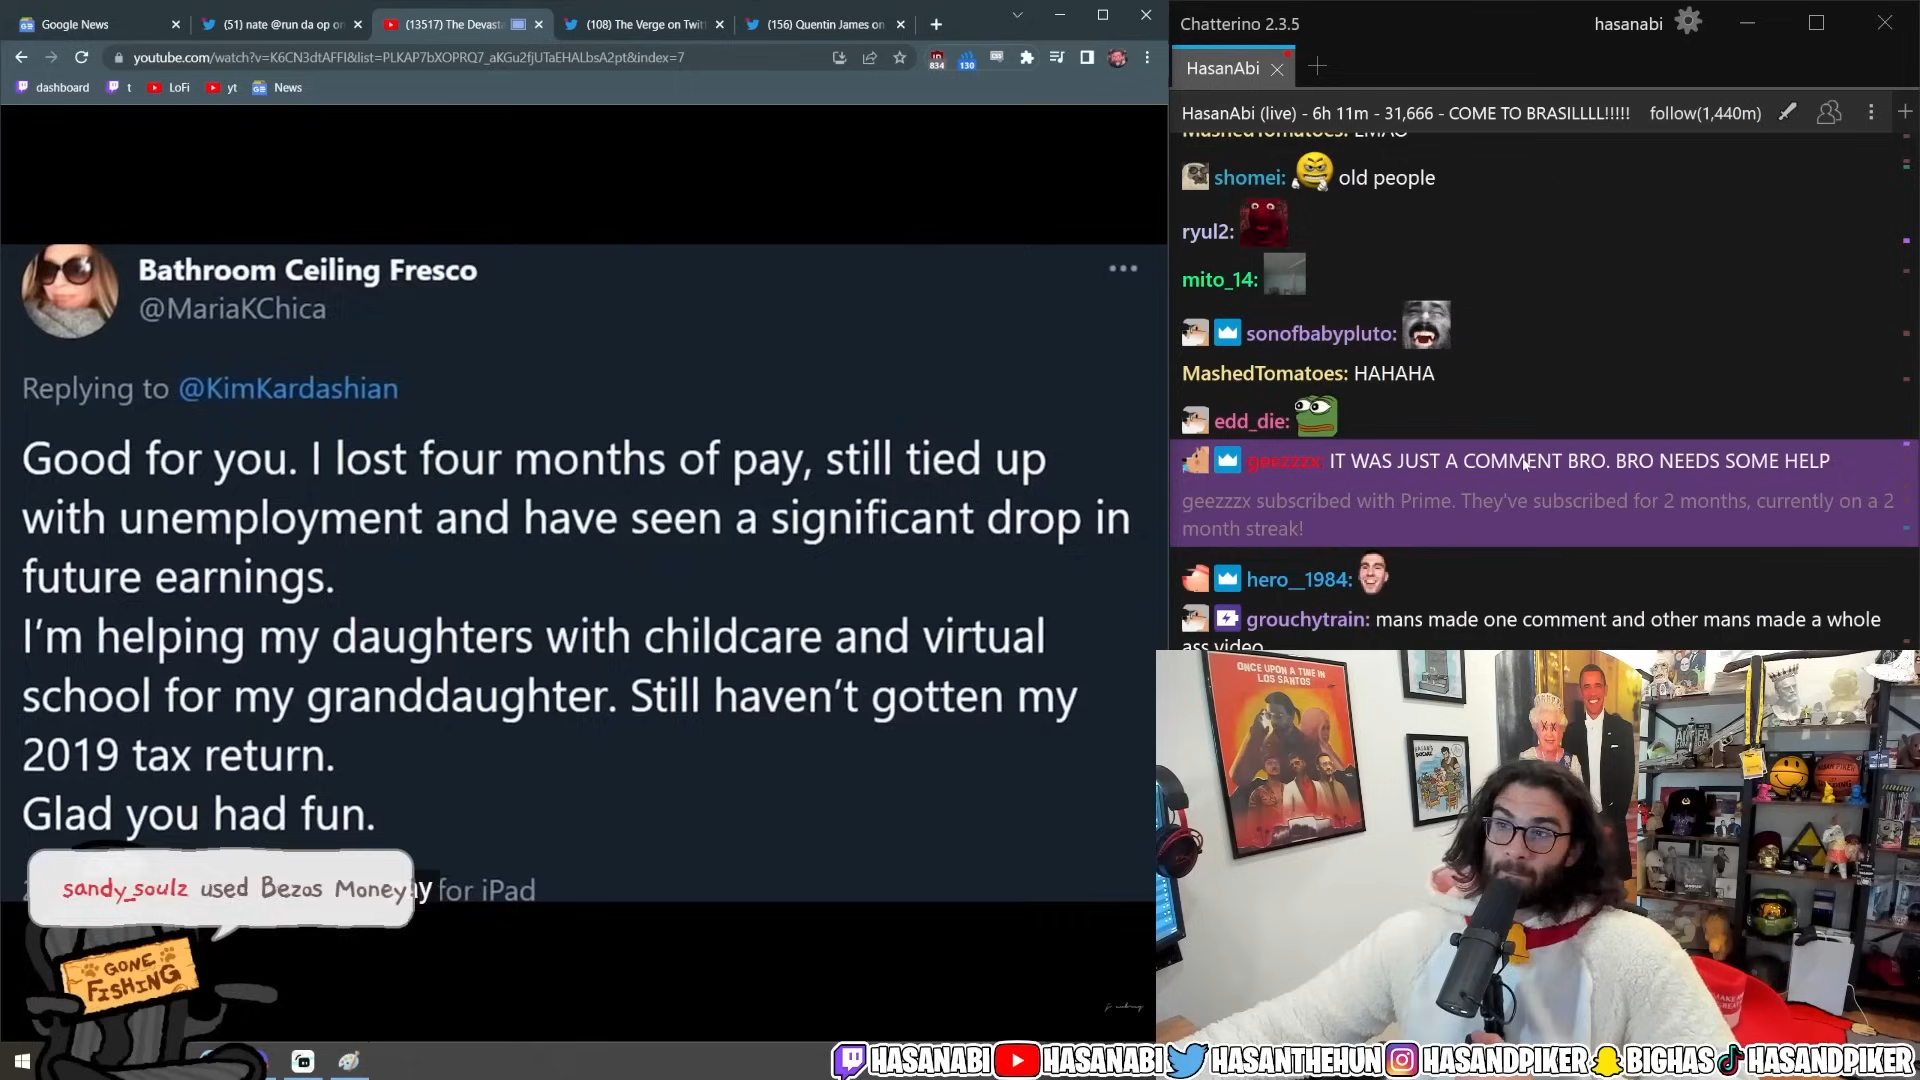 Google News
(51) nate @run da op on
(13517) The Devasta
(108) The Verge on Twit
(156) Quentin James on
youtube.com/watch?v=K6CN3dtAFFI&list=PLKAP7bXOPRQ7_aKGu2fjUTaEHALbsA2pt&index=7
834
130
dashboard
t
LoFi
yt
News
Bathroom Ceiling Fresco
@MariaKChica
Replying to @KimKardashian
Good for you. I lost four months of pay, still tied up
with unemployment and have seen a significant drop in
future earnings.
I'm helping my daughters with childcare and virtual
school for my granddaughter. Still haven't gotten my
2019 tax return.
Glad you had fun.
for iPad
sandy_soulz used Bezos Money!
GONE
FISHING
Chatterino 2.3.5
hasanabi
HasanAbi
HasanAbi (live) - 6h 11m - 31,666 - COME TO BRASILLLL!!!!!
follow(1,440m)
MashedTomatoes: LMAO
shomei: old people
ryul2:
mito_14:
sonofbabypluto:
MashedTomatoes: HAHAHA
edd_die:
geezzzx: IT WAS JUST A COMMENT BRO. BRO NEEDS SOME HELP
geezzzx subscribed with Prime. They've subscribed for 2 months, currently on a 2
month streak!
hero__1984:
grouchytrain: mans made one comment and other mans made a whole
ass video
ONCE UPON A TIME IN
LOS SANTOS
HASANABI
HASANABI
HASANTHEHUN
HASANDPIKER
BIGHAS
HASANDPIKER